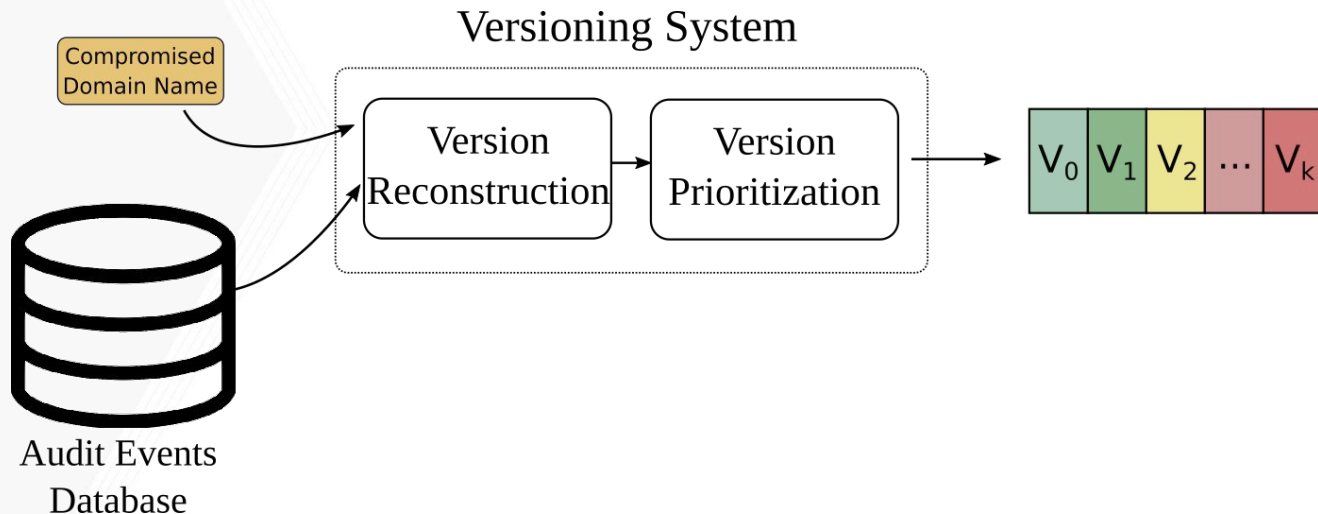 Versioning System
Compromised
Domain Name
Version
Reconstruction
Version
Prioritization
V₀ V₁ V₂ ... Vₖ
Audit Events
Database